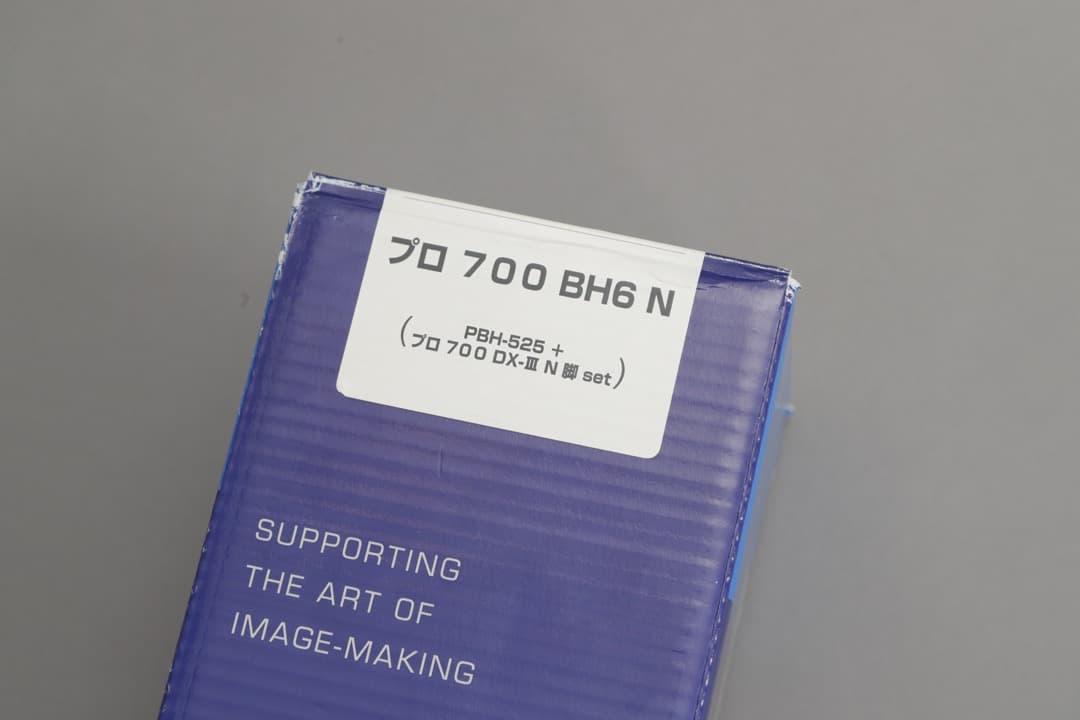 プロ 700 BH6 N
(PBH-525 +
プロ 700 DX-Ⅲ N 脚 set)
SUPPORTING
THE ART OF
IMAGE-MAKING